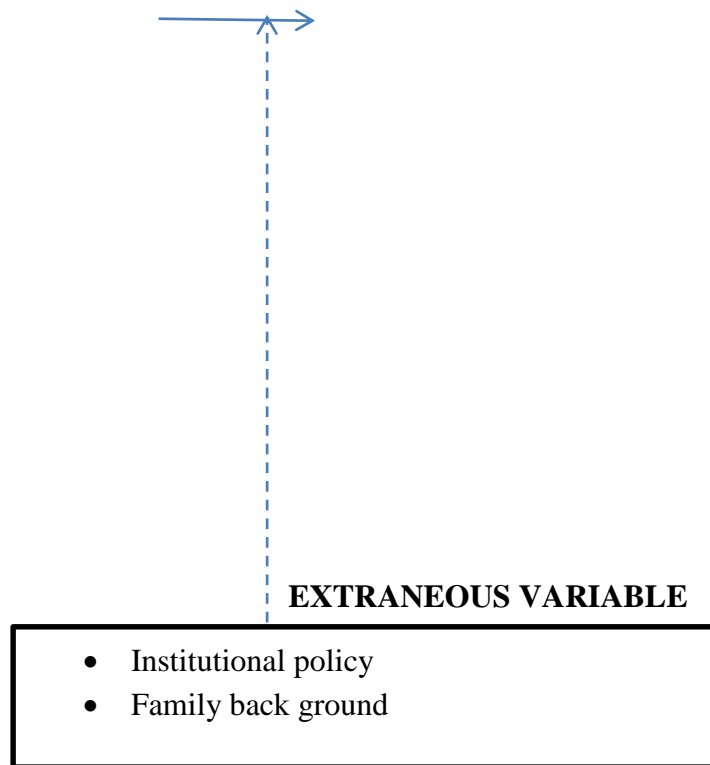 EXTRANEOUS VARIABLE
• Institutional policy
• Family back ground